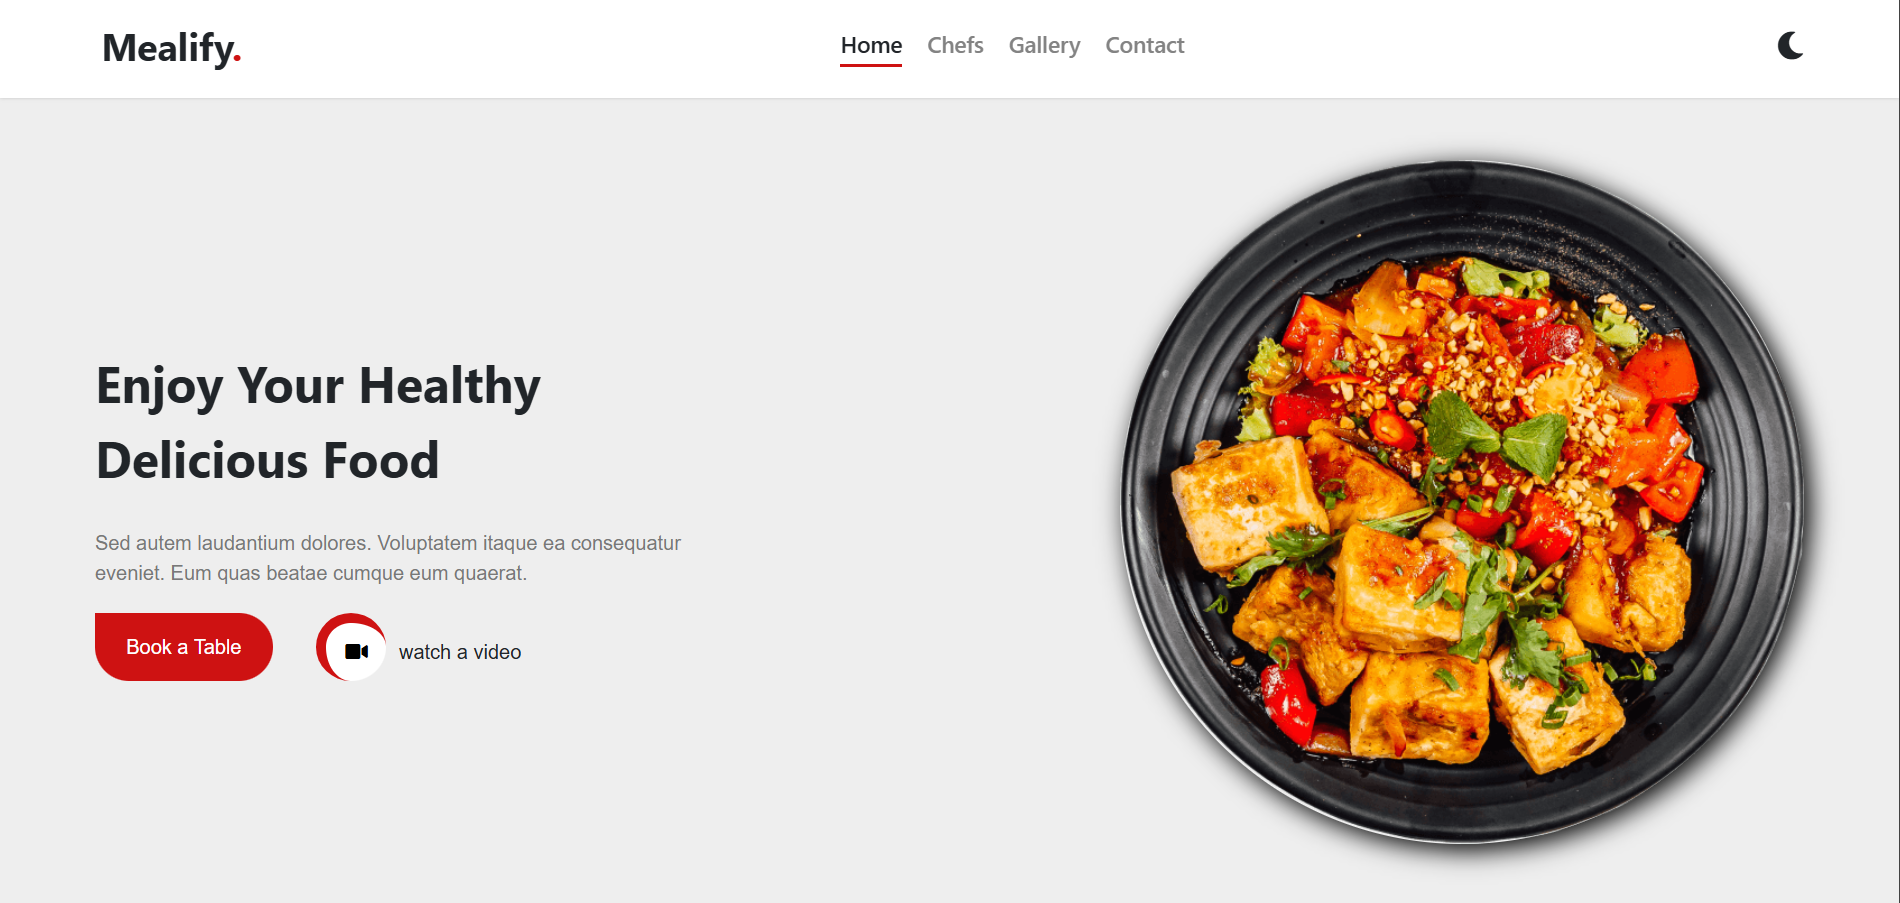 Mealify.
Home Chefs Gallery Contact
Enjoy Your Healthy
Delicious Food
Sed autem laudantium dolores. Voluptatem itaque ea consequatur
eveniet. Eum quas beatae cumque eum quaerat.
Book a Table
watch a video